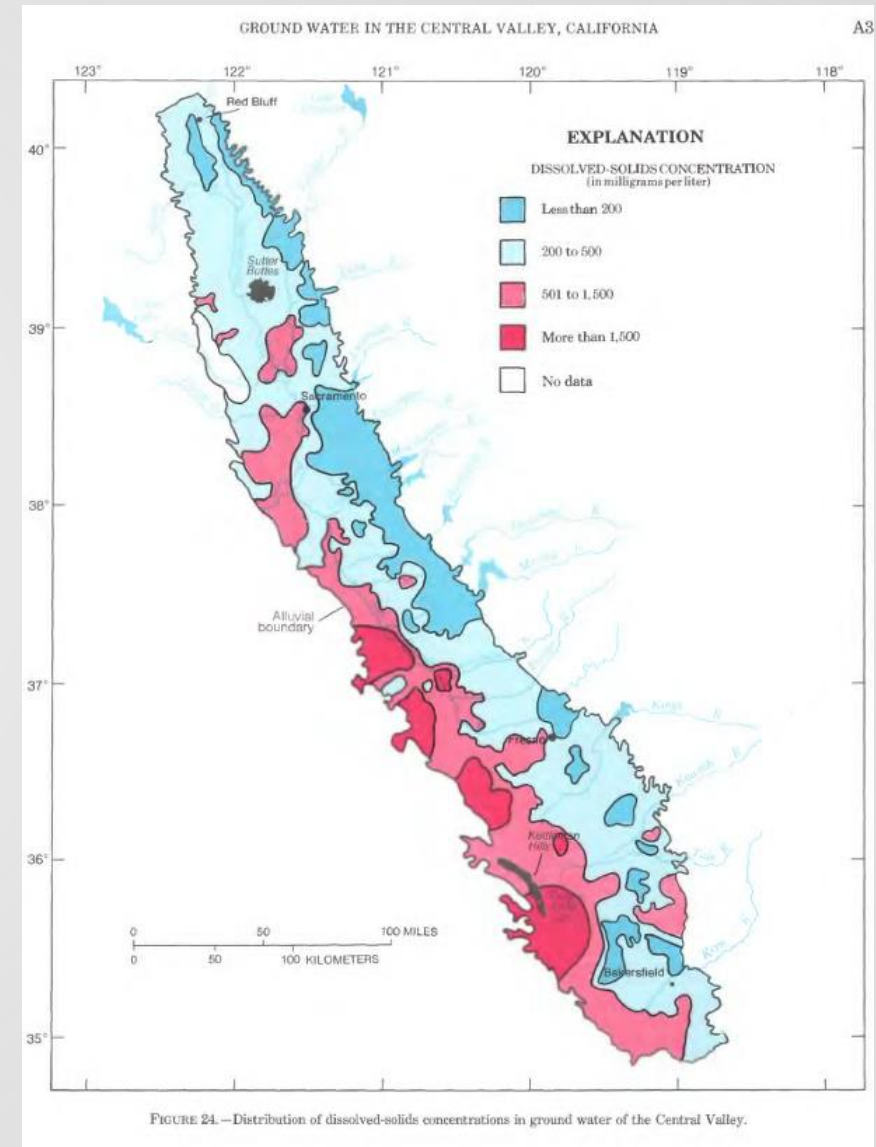 GROUND WATER IN THE CENTRAL VALLEY, CALIFORNIA
A3
123° 122° 121° 120° 119° 118°
Red Bluff
40°
EXPLANATION
DISSOLVED-SOLIDS CONCENTRATION
(in milligrams per liter)
Less than 200
200 to 500
501 to 1,500
More than 1,500
No data
Sutter
Buttes
39°
Sacramento
38°
Alluvial
boundary
37°
Kings R
Fresno
Kaweah R
36°
Kettleman
Hills
Kern R
0 50 100 MILES
0 50 100 KILOMETERS
Bakersfield
35°
FIGURE 24.—Distribution of dissolved-solids concentrations in ground water of the Central Valley.